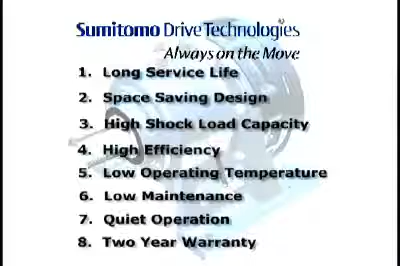 Sumitomo Drive Technologies
Always on the Move
1. Long Service Life
2. Space Saving Design
3. High Shock Load Capacity
4. High Efficiency
5. Low Operating Temperature
6. Low Maintenance
7. Quiet Operation
8. Two Year Warranty